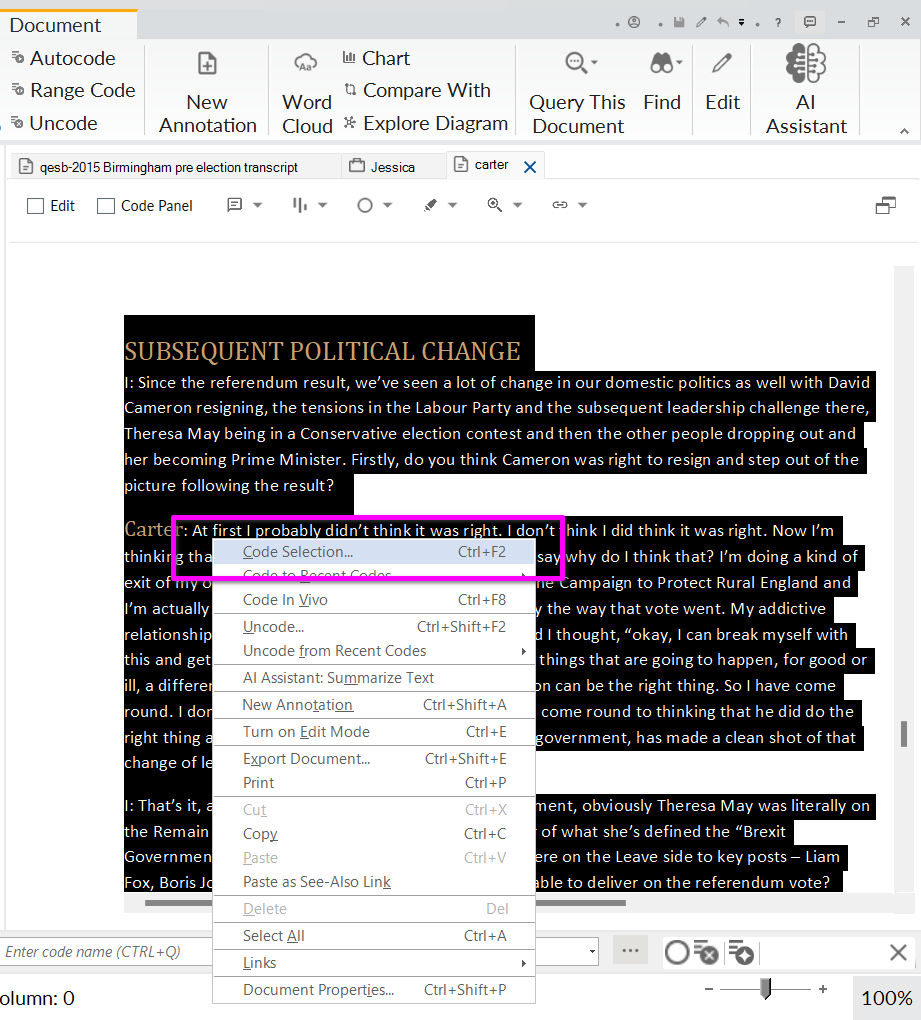 Document
Autocode
Range Code
Uncode
New
Annotation
Aa
Word
Cloud
Chart
Compare With
Explore Diagram
Query This
Document
Find
Edit
AI
Assistant
qesb-2015 Birmingham pre election transcript
Jessica
carter
Edit
Code Panel
SUBSEQUENT POLITICAL CHANGE
I: Since the referendum result, we've seen a lot of change in our domestic politics as well with David
Cameron resigning, the tensions in the Labour Party and the subsequent leadership challenge there,
Theresa May being in a Conservative election contest and then the other people dropping out and
her becoming Prime Minister. Firstly, do you think Cameron was right to resign and step out of the
picture following the result?
Carter: At first I probably didn't think it was right. I don't think I did think it was right. Now I'm
thinking tha say why do I think that? I'm doing a kind of
exit of my o he Campaign to Protect Rural England and
I'm actually y the way that vote went. My addictive
relationship d I thought, "okay, I can break myself with
this and get things that are going to happen, for good or
ill, a differen on can be the right thing. So I have come
round. I don come round to thinking that he did do the
right thing a government, has made a clean shot of that
change of le
I: That's it, a ment, obviously Theresa May was literally on
the Remain r of what she's defined the "Brexit
Governmen ere on the Leave side to key posts – Liam
Fox, Boris Jo able to deliver on the referendum vote?
Code Selection... Ctrl+F2
Code to Recent Codes
Code In Vivo Ctrl+F8
Uncode... Ctrl+Shift+F2
Uncode from Recent Codes
AI Assistant: Summarize Text
New Annotation Ctrl+Shift+A
Turn on Edit Mode Ctrl+E
Export Document... Ctrl+Shift+E
Print Ctrl+P
Cut Ctrl+X
Copy Ctrl+C
Paste Ctrl+V
Paste as See-Also Link
Delete Del
Select All Ctrl+A
Links
Document Properties... Ctrl+Shift+P
Enter code name (CTRL+Q)
olumn: 0
100%